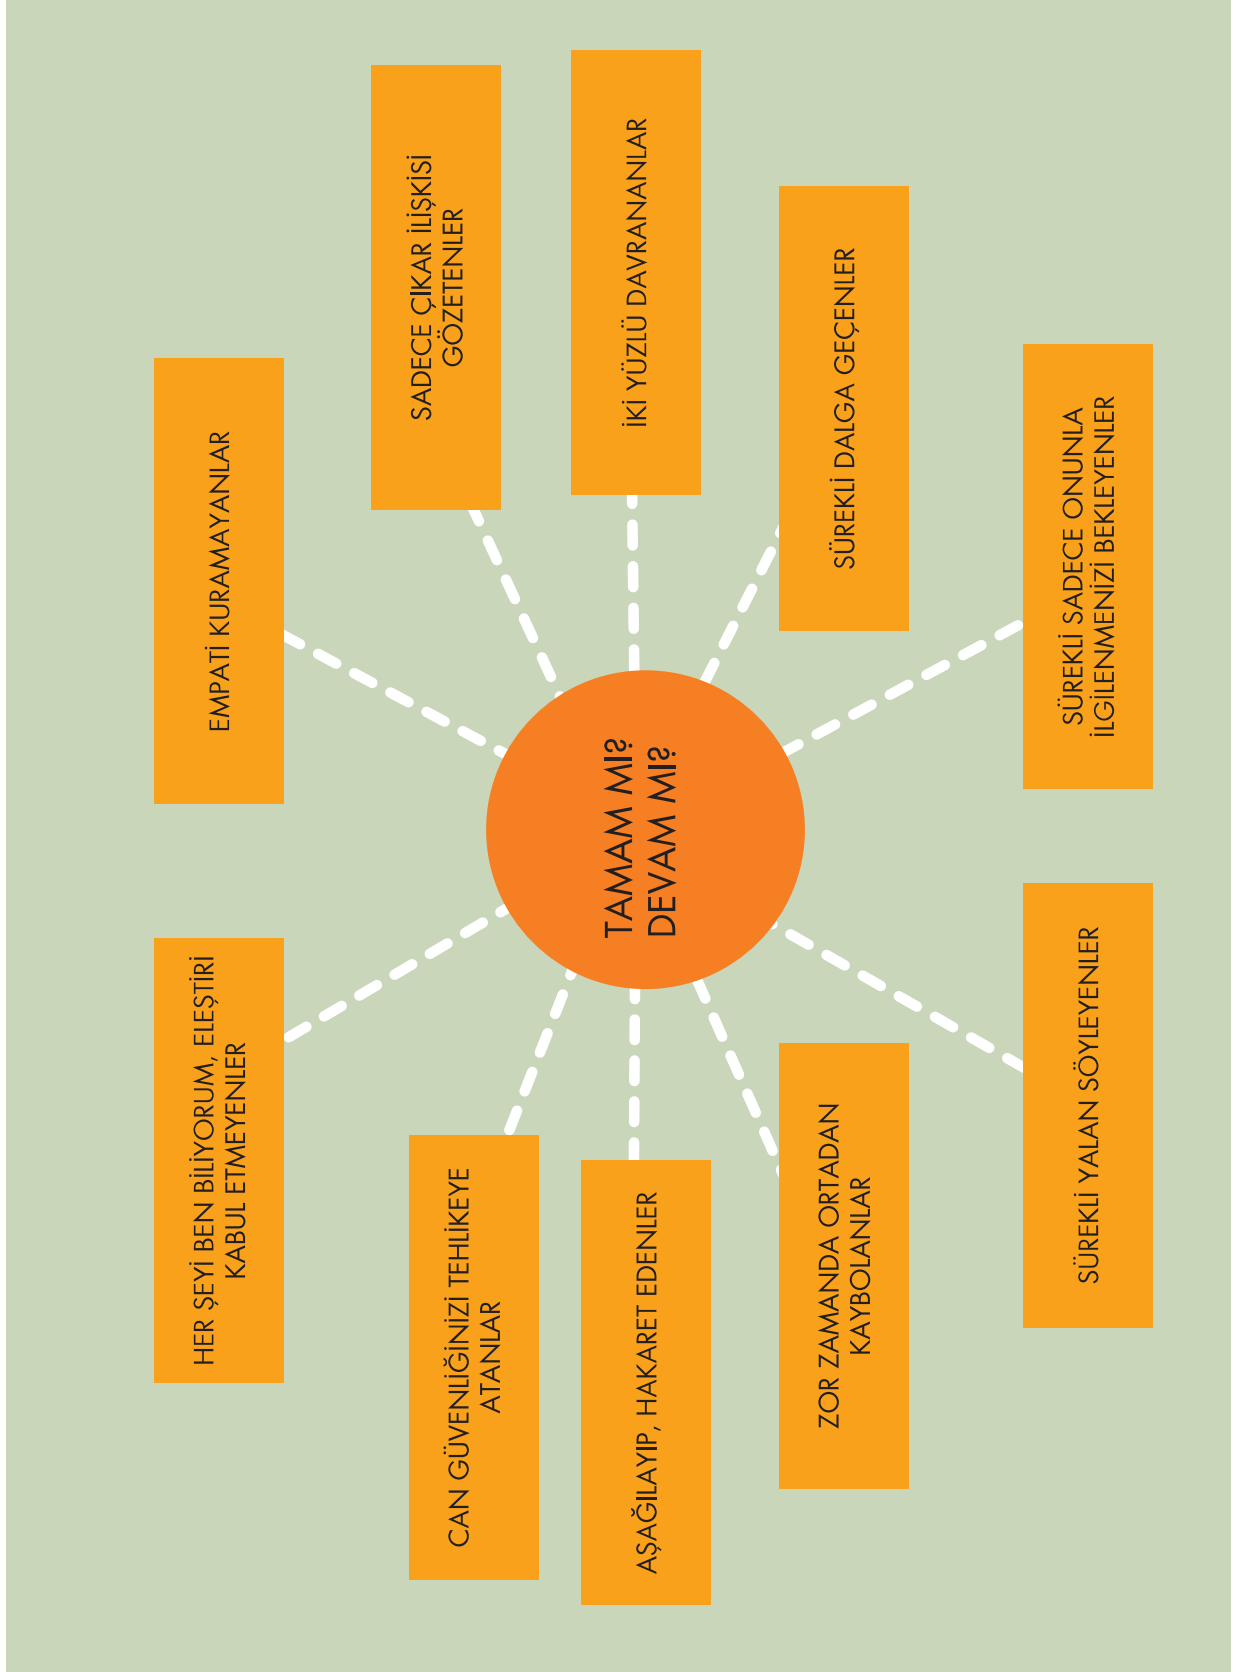 HER ŞEYİ BEN BİLİYORUM, ELEŞTİRİ
KABUL ETMEYENLER
EMPATİ KURAMAYANLAR
SADECE ÇIKAR İLİŞKİSİ
GÖZETENLER
CAN GÜVENLİĞİNİZİ TEHLİKEYE
ATANLAR
İKİ YÜZLÜ DAVRANANLAR
TAMAM MI?
DEVAM MI?
AŞAĞILAYIP, HAKARET EDENLER
SÜREKLİ DALGA GEÇENLER
ZOR ZAMANDA ORTADAN
KAYBOLANLAR
SÜREKLİ SADECE ONUNLA
İLGİLENMENİZİ BEKLEYENLER
SÜREKLİ YALAN SÖYLEYENLER